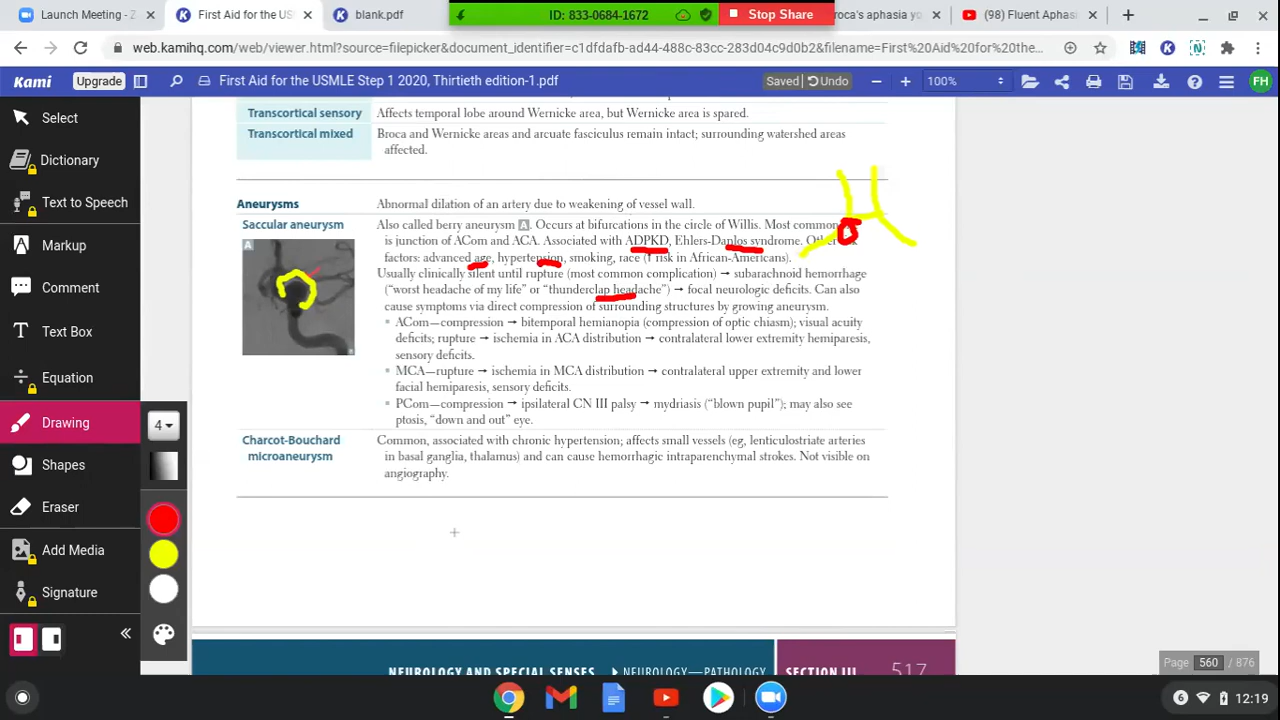 Launch Meeting - Z
First Aid for the US
blank.pdf
ID: 833-0684-1672
Stop Share
roca's aphasia yo
(98) Fluent Apha
web.kamihq.com/web/viewer.html?source=filepicker&document_identifier=c1dfdafb-ad44-488c-83cc-283d04c9d0b2&filename=First%20Aid%20for%20the...
Kami
Upgrade
First Aid for the USMLE Step 1 2020, Thirtieth edition-1.pdf
Saved
Undo
100%
FH
Select
Dictionary
Text to Speech
Markup
Comment
Text Box
Equation
Drawing
Shapes
Eraser
Add Media
Signature
4
Transcortical sensory Affects temporal lobe around Wernicke area, but Wernicke area is spared.
Transcortical mixed Broca and Wernicke areas and arcuate fasciculus remain intact; surrounding watershed areas
affected.
Aneurysms Abnormal dilation of an artery due to weakening of vessel wall.
Saccular aneurysm Also called berry aneurysm A. Occurs at bifurcations in the circle of Willis. Most common
is junction of ACom and ACA. Associated with ADPKD, Ehlers-Danlos syndrome. Other
factors: advanced age, hypertension, smoking, race (↑ risk in African-Americans).
Usually clinically silent until rupture (most common complication) → subarachnoid hemorrhage
("worst headache of my life" or "thunderclap headache") → focal neurologic deficits. Can also
cause symptoms via direct compression of surrounding structures by growing aneurysm.
▪ ACom—compression → bitemporal hemianopia (compression of optic chiasm); visual acuity
deficits; rupture → ischemia in ACA distribution → contralateral lower extremity hemiparesis,
sensory deficits.
▪ MCA—rupture → ischemia in MCA distribution → contralateral upper extremity and lower
facial hemiparesis, sensory deficits.
▪ PCom—compression → ipsilateral CN III palsy → mydriasis ("blown pupil"); may also see
ptosis, "down and out" eye.
A
Charcot-Bouchard Common, associated with chronic hypertension; affects small vessels (eg, lenticulostriate arteries
microaneurysm in basal ganglia, thalamus) and can cause hemorrhagic intraparenchymal strokes. Not visible on
angiography.
NEUROLOGY AND SPECIAL SENSES
NEUROLOGY—PATHOLOGY
SECTION III
517
Page 560 / 876
6
12:19